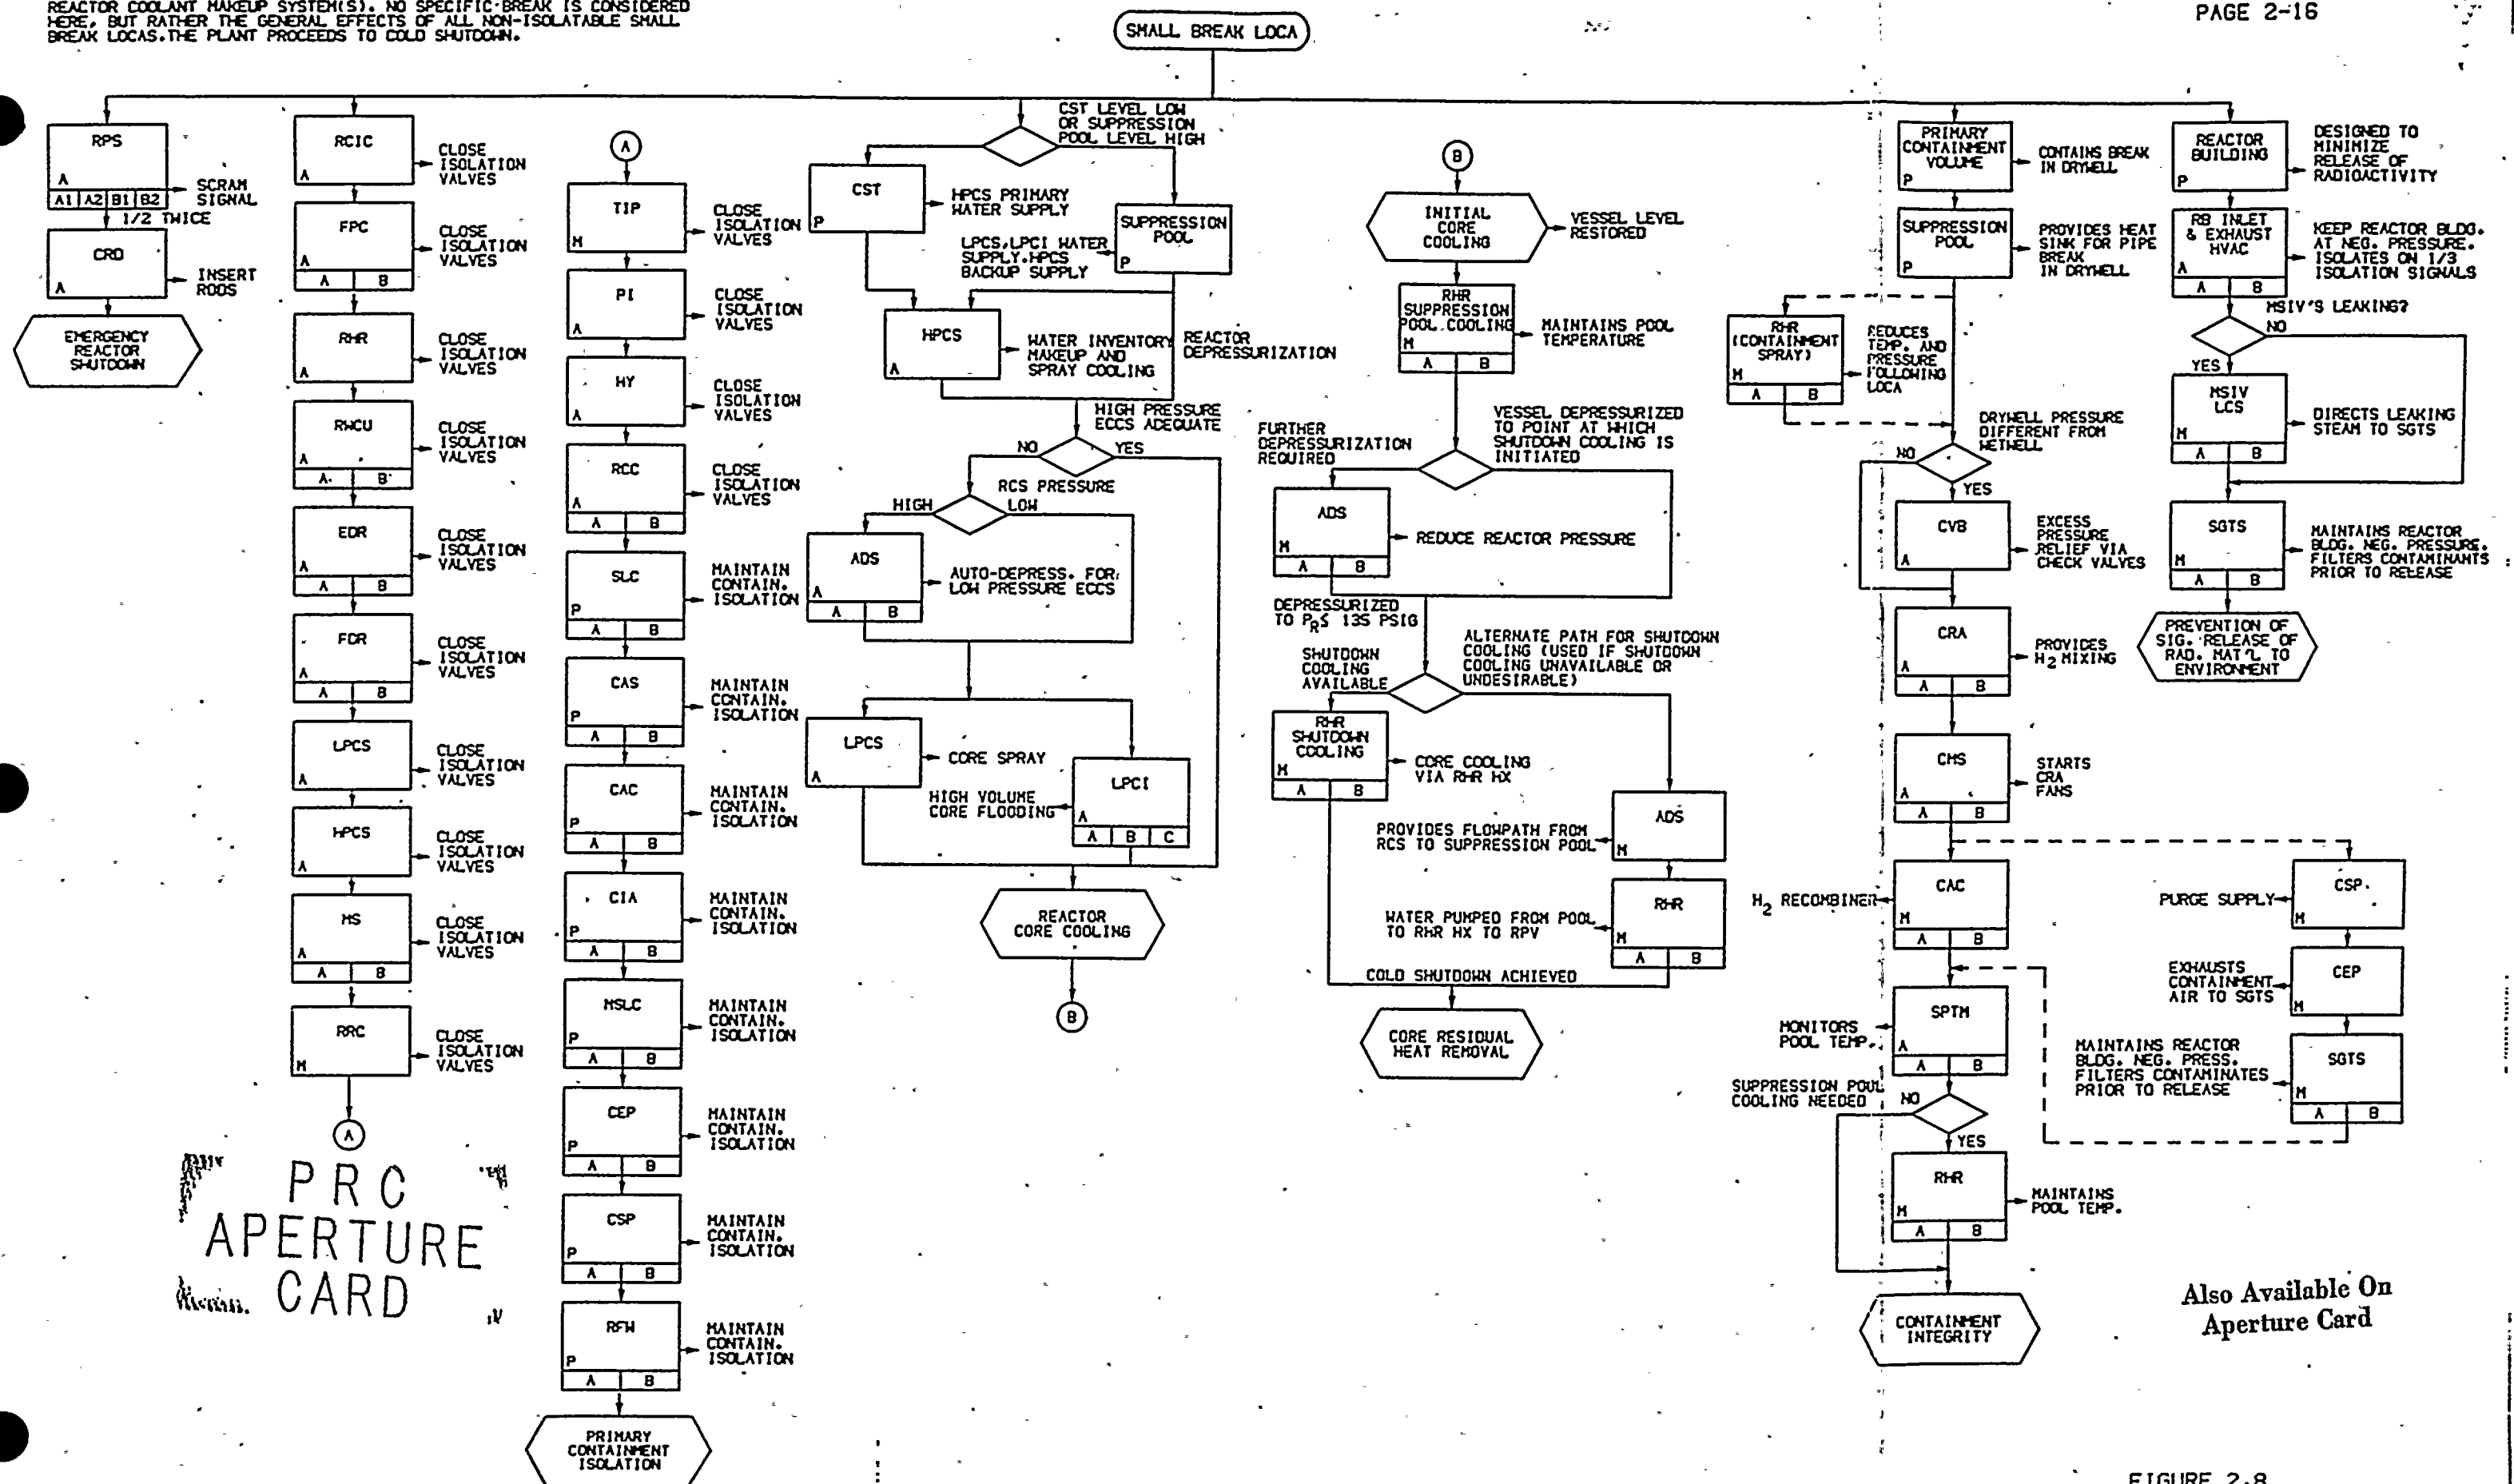 REACTOR COOLANT MAKEUP SYSTEM(S). NO SPECIFIC BREAK IS CONSIDERED
HERE, BUT RATHER THE GENERAL EFFECTS OF ALL NON-ISOLATABLE SMALL
BREAK LOCAS. THE PLANT PROCEEDS TO COLD SHUTDOWN.
PAGE 2-16
SMALL BREAK LOCA
RPS
A
A1 A2 B1 B2
SCRAM
SIGNAL
1/2 TWICE
CRD
A
INSERT
RODS
EMERGENCY
REACTOR
SHUTDOWN
RCIC
A
CLOSE
ISOLATION
VALVES
FPC
A
A B
CLOSE
ISOLATION
VALVES
RHR
A
CLOSE
ISOLATION
VALVES
RWCU
A
A B
CLOSE
ISOLATION
VALVES
EDR
A
A B
CLOSE
ISOLATION
VALVES
FDR
A
A B
CLOSE
ISOLATION
VALVES
LPCS
A
CLOSE
ISOLATION
VALVES
HPCS
A
CLOSE
ISOLATION
VALVES
MS
A
A B
CLOSE
ISOLATION
VALVES
RRC
M
CLOSE
ISOLATION
VALVES
A
PRC
APERTURE
CARD
A
TIP
M
CLOSE
ISOLATION
VALVES
PI
A
CLOSE
ISOLATION
VALVES
HY
A
CLOSE
ISOLATION
VALVES
RCC
A
A B
CLOSE
ISOLATION
VALVES
SLC
P
A B
MAINTAIN
CONTAIN.
ISOLATION
CAS
P
A B
MAINTAIN
CONTAIN.
ISOLATION
CAC
P
A B
MAINTAIN
CONTAIN.
ISOLATION
CIA
P
A B
MAINTAIN
CONTAIN.
ISOLATION
MSLC
P
A B
MAINTAIN
CONTAIN.
ISOLATION
CEP
P
A B
MAINTAIN
CONTAIN.
ISOLATION
CSP
P
A B
MAINTAIN
CONTAIN.
ISOLATION
RFW
P
A B
MAINTAIN
CONTAIN.
ISOLATION
PRIMARY
CONTAINMENT
ISOLATION
CST LEVEL LOW
OR SUPPRESSION
POOL LEVEL HIGH
CST
P
HPCS PRIMARY
WATER SUPPLY
SUPPRESSION
POOL
P
LPCS,LPCI WATER
SUPPLY.HPCS
BACKUP SUPPLY
HPCS
A
WATER INVENTORY
MAKEUP AND
SPRAY COOLING
REACTOR
DEPRESSURIZATION
HIGH PRESSURE
ECCS ADEQUATE
NO
YES
RCS PRESSURE
HIGH
LOW
ADS
A
A B
AUTO-DEPRESS. FOR
LOW PRESSURE ECCS
LPCS
A
CORE SPRAY
HIGH VOLUME
CORE FLOODING
LPCI
A
A B C
REACTOR
CORE COOLING
B
B
INITIAL
CORE
COOLING
VESSEL LEVEL
RESTORED
RHR
SUPPRESSION
POOL COOLING
M
A B
MAINTAINS POOL
TEMPERATURE
FURTHER
DEPRESSURIZATION
REQUIRED
VESSEL DEPRESSURIZED
TO POINT AT WHICH
SHUTDOWN COOLING IS
INITIATED
ADS
M
A B
REDUCE REACTOR PRESSURE
DEPRESSURIZED
TO PR≤ 135 PSIG
SHUTDOWN
COOLING
AVAILABLE
ALTERNATE PATH FOR SHUTDOWN
COOLING (USED IF SHUTDOWN
COOLING UNAVAILABLE OR
UNDESIRABLE)
RHR
SHUTDOWN
COOLING
M
A B
CORE COOLING
VIA RHR HX
ADS
M
PROVIDES FLOWPATH FROM
RCS TO SUPPRESSION POOL
RHR
M
A B
WATER PUMPED FROM POOL
TO RHR HX TO RPV
COLD SHUTDOWN ACHIEVED
CORE RESIDUAL
HEAT REMOVAL
PRIMARY
CONTAINMENT
VOLUME
P
CONTAINS BREAK
IN DRYWELL
SUPPRESSION
POOL
P
PROVIDES HEAT
SINK FOR PIPE
BREAK
IN DRYWELL
RHR
(CONTAINMENT
SPRAY)
M
A B
REDUCES
TEMP. AND
PRESSURE
FOLLOWING
LOCA
DRYWELL PRESSURE
DIFFERENT FROM
WETWELL
NO
YES
CVB
A
EXCESS
PRESSURE
RELIEF VIA
CHECK VALVES
CRA
A
A B
PROVIDES
H2 MIXING
CMS
A
A B
STARTS
CRA
FANS
CAC
M
A B
H2 RECOMBINER
SPTM
A
A B
MONITORS
POOL TEMP.
SUPPRESSION POOL
COOLING NEEDED
NO
YES
RHR
M
A B
MAINTAINS
POOL TEMP.
CONTAINMENT
INTEGRITY
CSP
M
PURGE SUPPLY
CEP
M
EXHAUSTS
CONTAINMENT
AIR TO SGTS
SGTS
M
A B
MAINTAINS REACTOR
BLDG. NEG. PRESS.
FILTERS CONTAMINATES
PRIOR TO RELEASE
REACTOR
BUILDING
P
DESIGNED TO
MINIMIZE
RELEASE OF
RADIOACTIVITY
RB INLET
& EXHAUST
HVAC
A
A B
KEEP REACTOR BLDG.
AT NEG. PRESSURE.
ISOLATES ON 1/3
ISOLATION SIGNALS
MSIV'S LEAKING?
NO
YES
MSIV
LCS
M
A B
DIRECTS LEAKING
STEAM TO SGTS
SGTS
M
A B
MAINTAINS REACTOR
BLDG. NEG. PRESSURE.
FILTERS CONTAMINANTS
PRIOR TO RELEASE
PREVENTION OF
SIG. RELEASE OF
RAD. MAT'L TO
ENVIRONMENT
Also Available On
Aperture Card
FIGURE 2.8